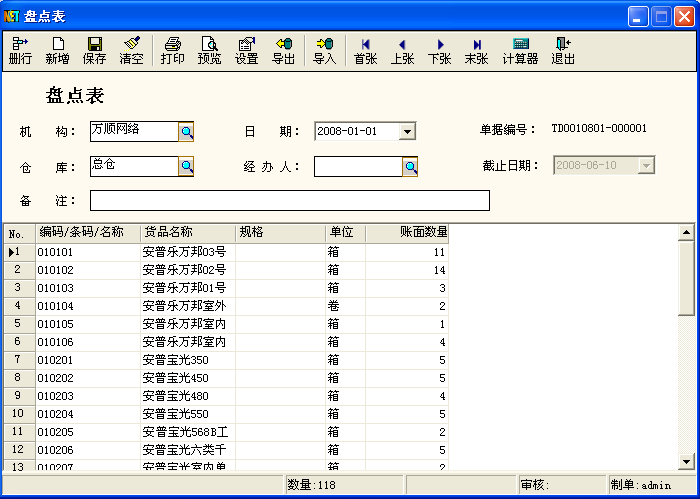 NET 盘点表
删行 新增 保存 清空 打印 预览 设置 导出 导入 首张 上张 下张 末张 计算器 退出
盘点表
机 构: 万顺网络 日 期: 2008-01-01 单据编号: TD0010801-000001
仓 库: 总仓 经 办 人: 截止日期: 2008-06-10
备 注:
No. 编码/条码/名称 货品名称 规格 单位 账面数量
1 010101 安普乐万邦03号 箱 11
2 010102 安普乐万邦02号 箱 14
3 010103 安普乐万邦01号 箱 3
4 010104 安普乐万邦室外 卷 2
5 010105 安普乐万邦室内 箱 1
6 010106 安普乐万邦室内 箱 4
7 010201 安普宝光350 箱 5
8 010202 安普宝光450 箱 5
9 010203 安普宝光480 箱 4
10 010204 安普宝光550 箱 5
11 010205 安普宝光568B工 箱 2
12 010206 安普宝光六类千 箱 5
13 010207 安普宝光室内单 箱 2
数量:118 审核: 制单:admin